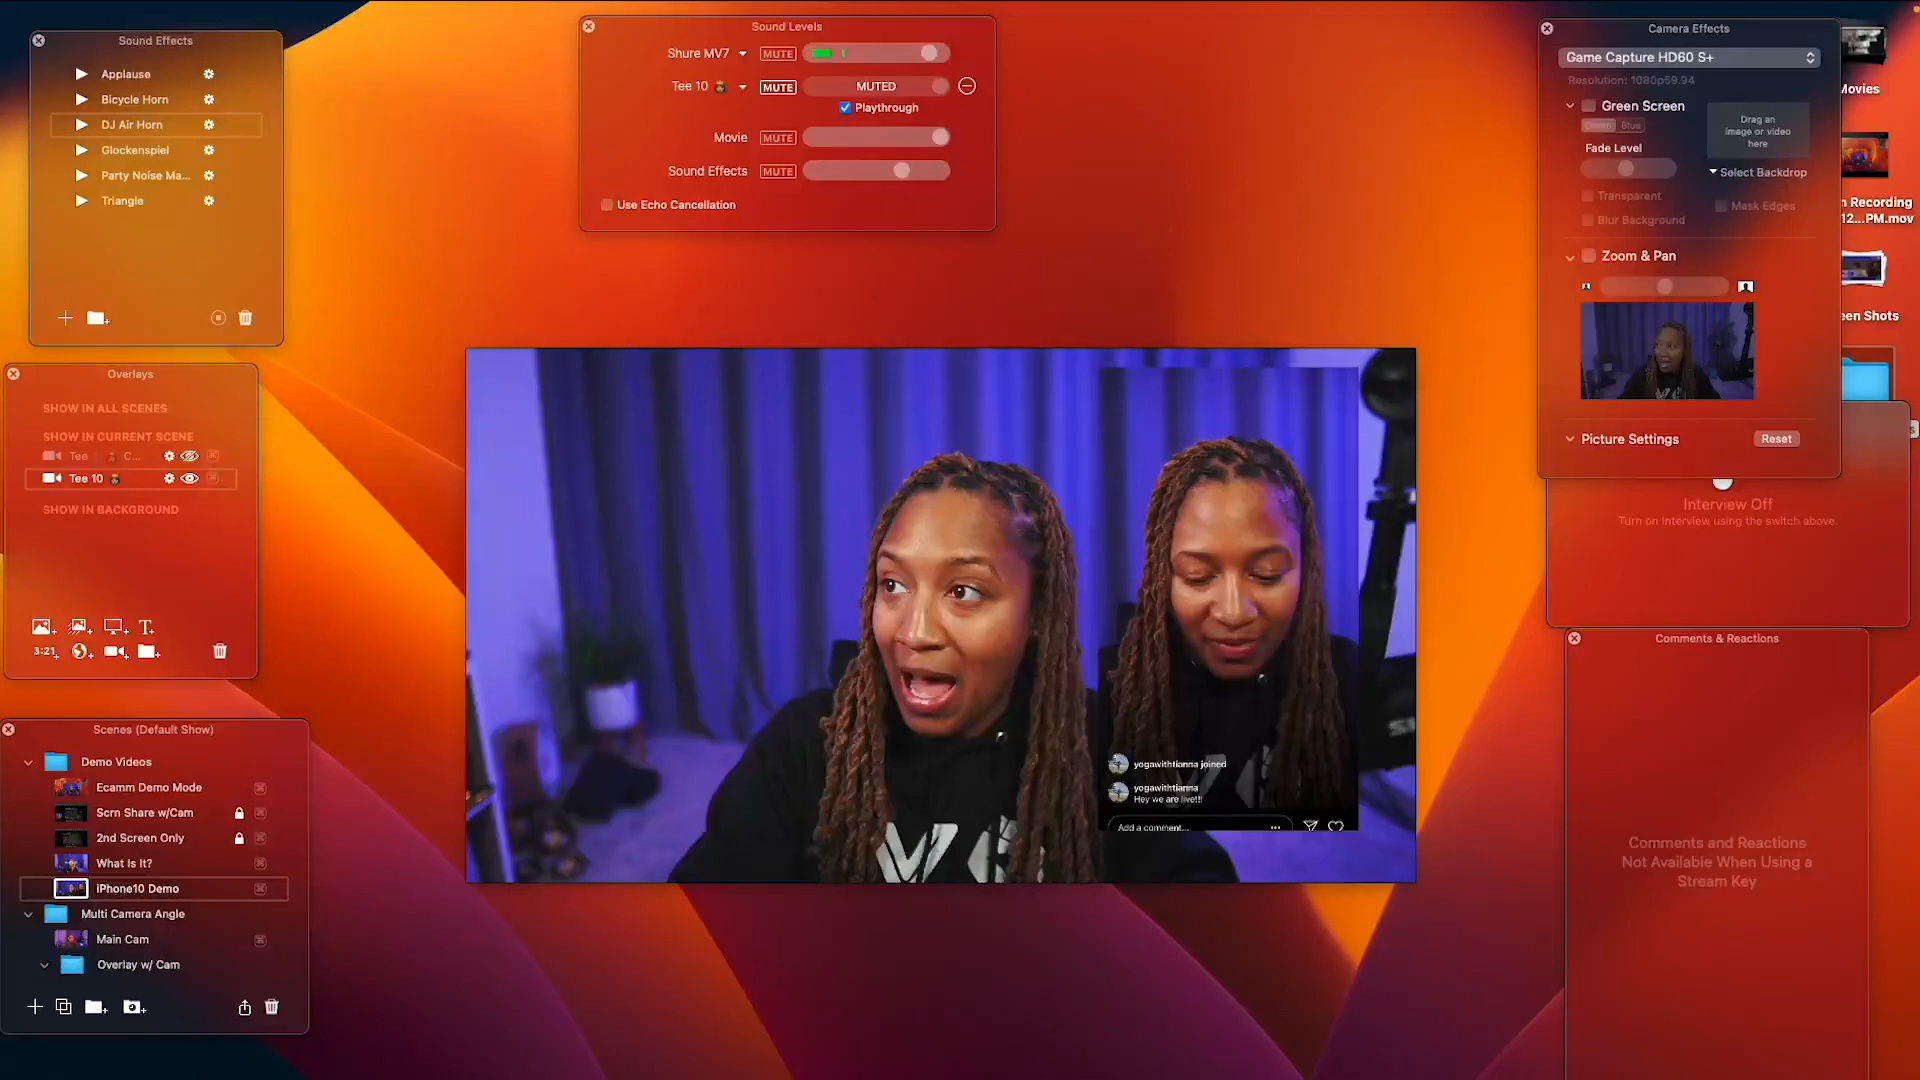 Sound Effects
Applause
Bicycle Horn
DJ Air Horn
Glockenspiel
Party Noise Ma...
Triangle
Overlays
SHOW IN ALL SCENES
SHOW IN CURRENT SCENE
Tee C...
Tee 10
SHOW IN BACKGROUND
3:21
Scenes (Default Show)
Demo Videos
Ecamm Demo Mode
Scrn Share w/Cam
2nd Screen Only
What Is It?
iPhone10 Demo
Multi Camera Angle
Main Cam
Overlay w/ Cam
Sound Levels
Shure MV7 MUTE
Tee 10 MUTE MUTED
Playthrough
Movie MUTE
Sound Effects MUTE
Use Echo Cancellation
yogawithtianna joined
yogawithtianna
Hey we are live!!!
Add a comment...
Camera Effects
Game Capture HD60 S+
Resolution: 1080p59.94
Green Screen
Green Blue
Drag an
image or video
here
Fade Level
Select Backdrop
Transparent
Mask Edges
Blur Background
Zoom & Pan
Picture Settings
Reset
Interview Off
Turn on Interview using the switch above.
Comments & Reactions
Comments and Reactions
Not Available When Using a
Stream Key
Movies
n Recording
12...PM.mov
een Shots